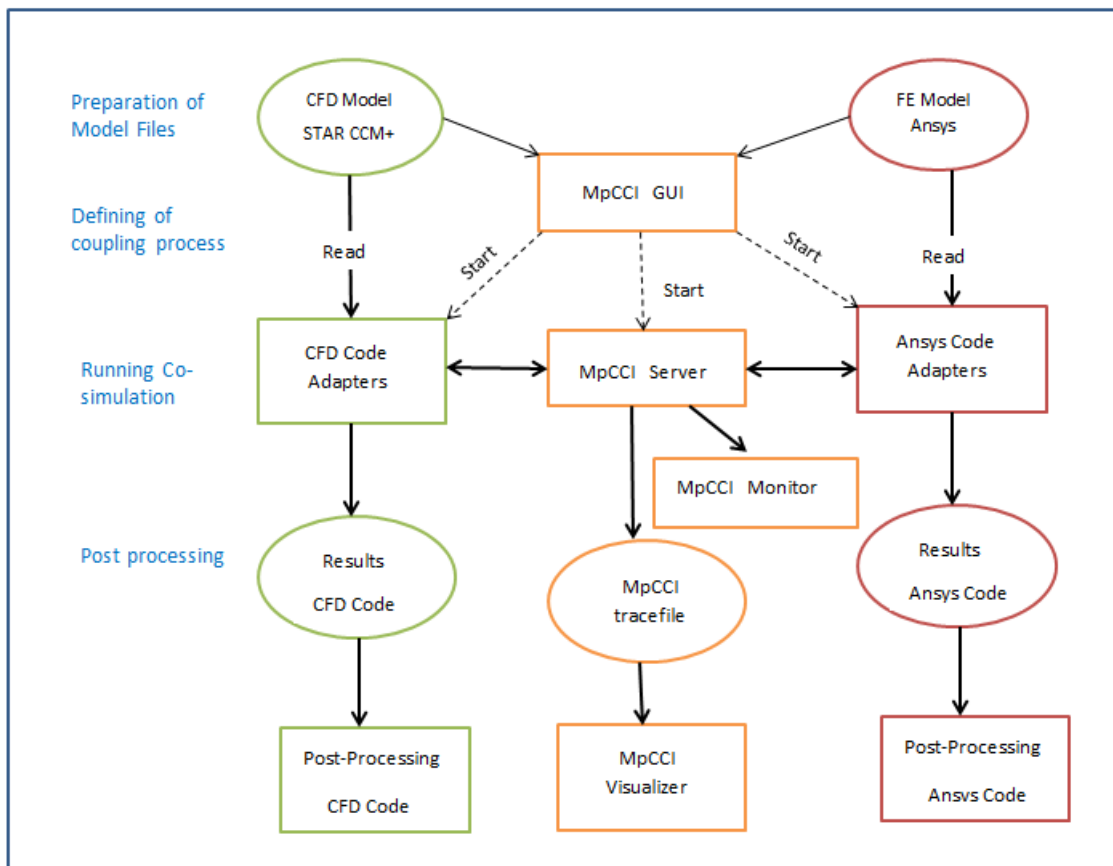 Preparation of
Model Files
CFD Model
STAR CCM+
FE Model
Ansys
MpCCI GUI
Defining of
coupling process
Read
Start
Start
Start
Read
CFD Code
Adapters
MpCCI Server
Ansys Code
Adapters
Running Co-
simulation
MpCCI Monitor
Post processing
Results
CFD Code
MpCCI
tracefile
Results
Ansys Code
Post-Processing
CFD Code
MpCCI
Visualizer
Post-Processing
Ansvs Code